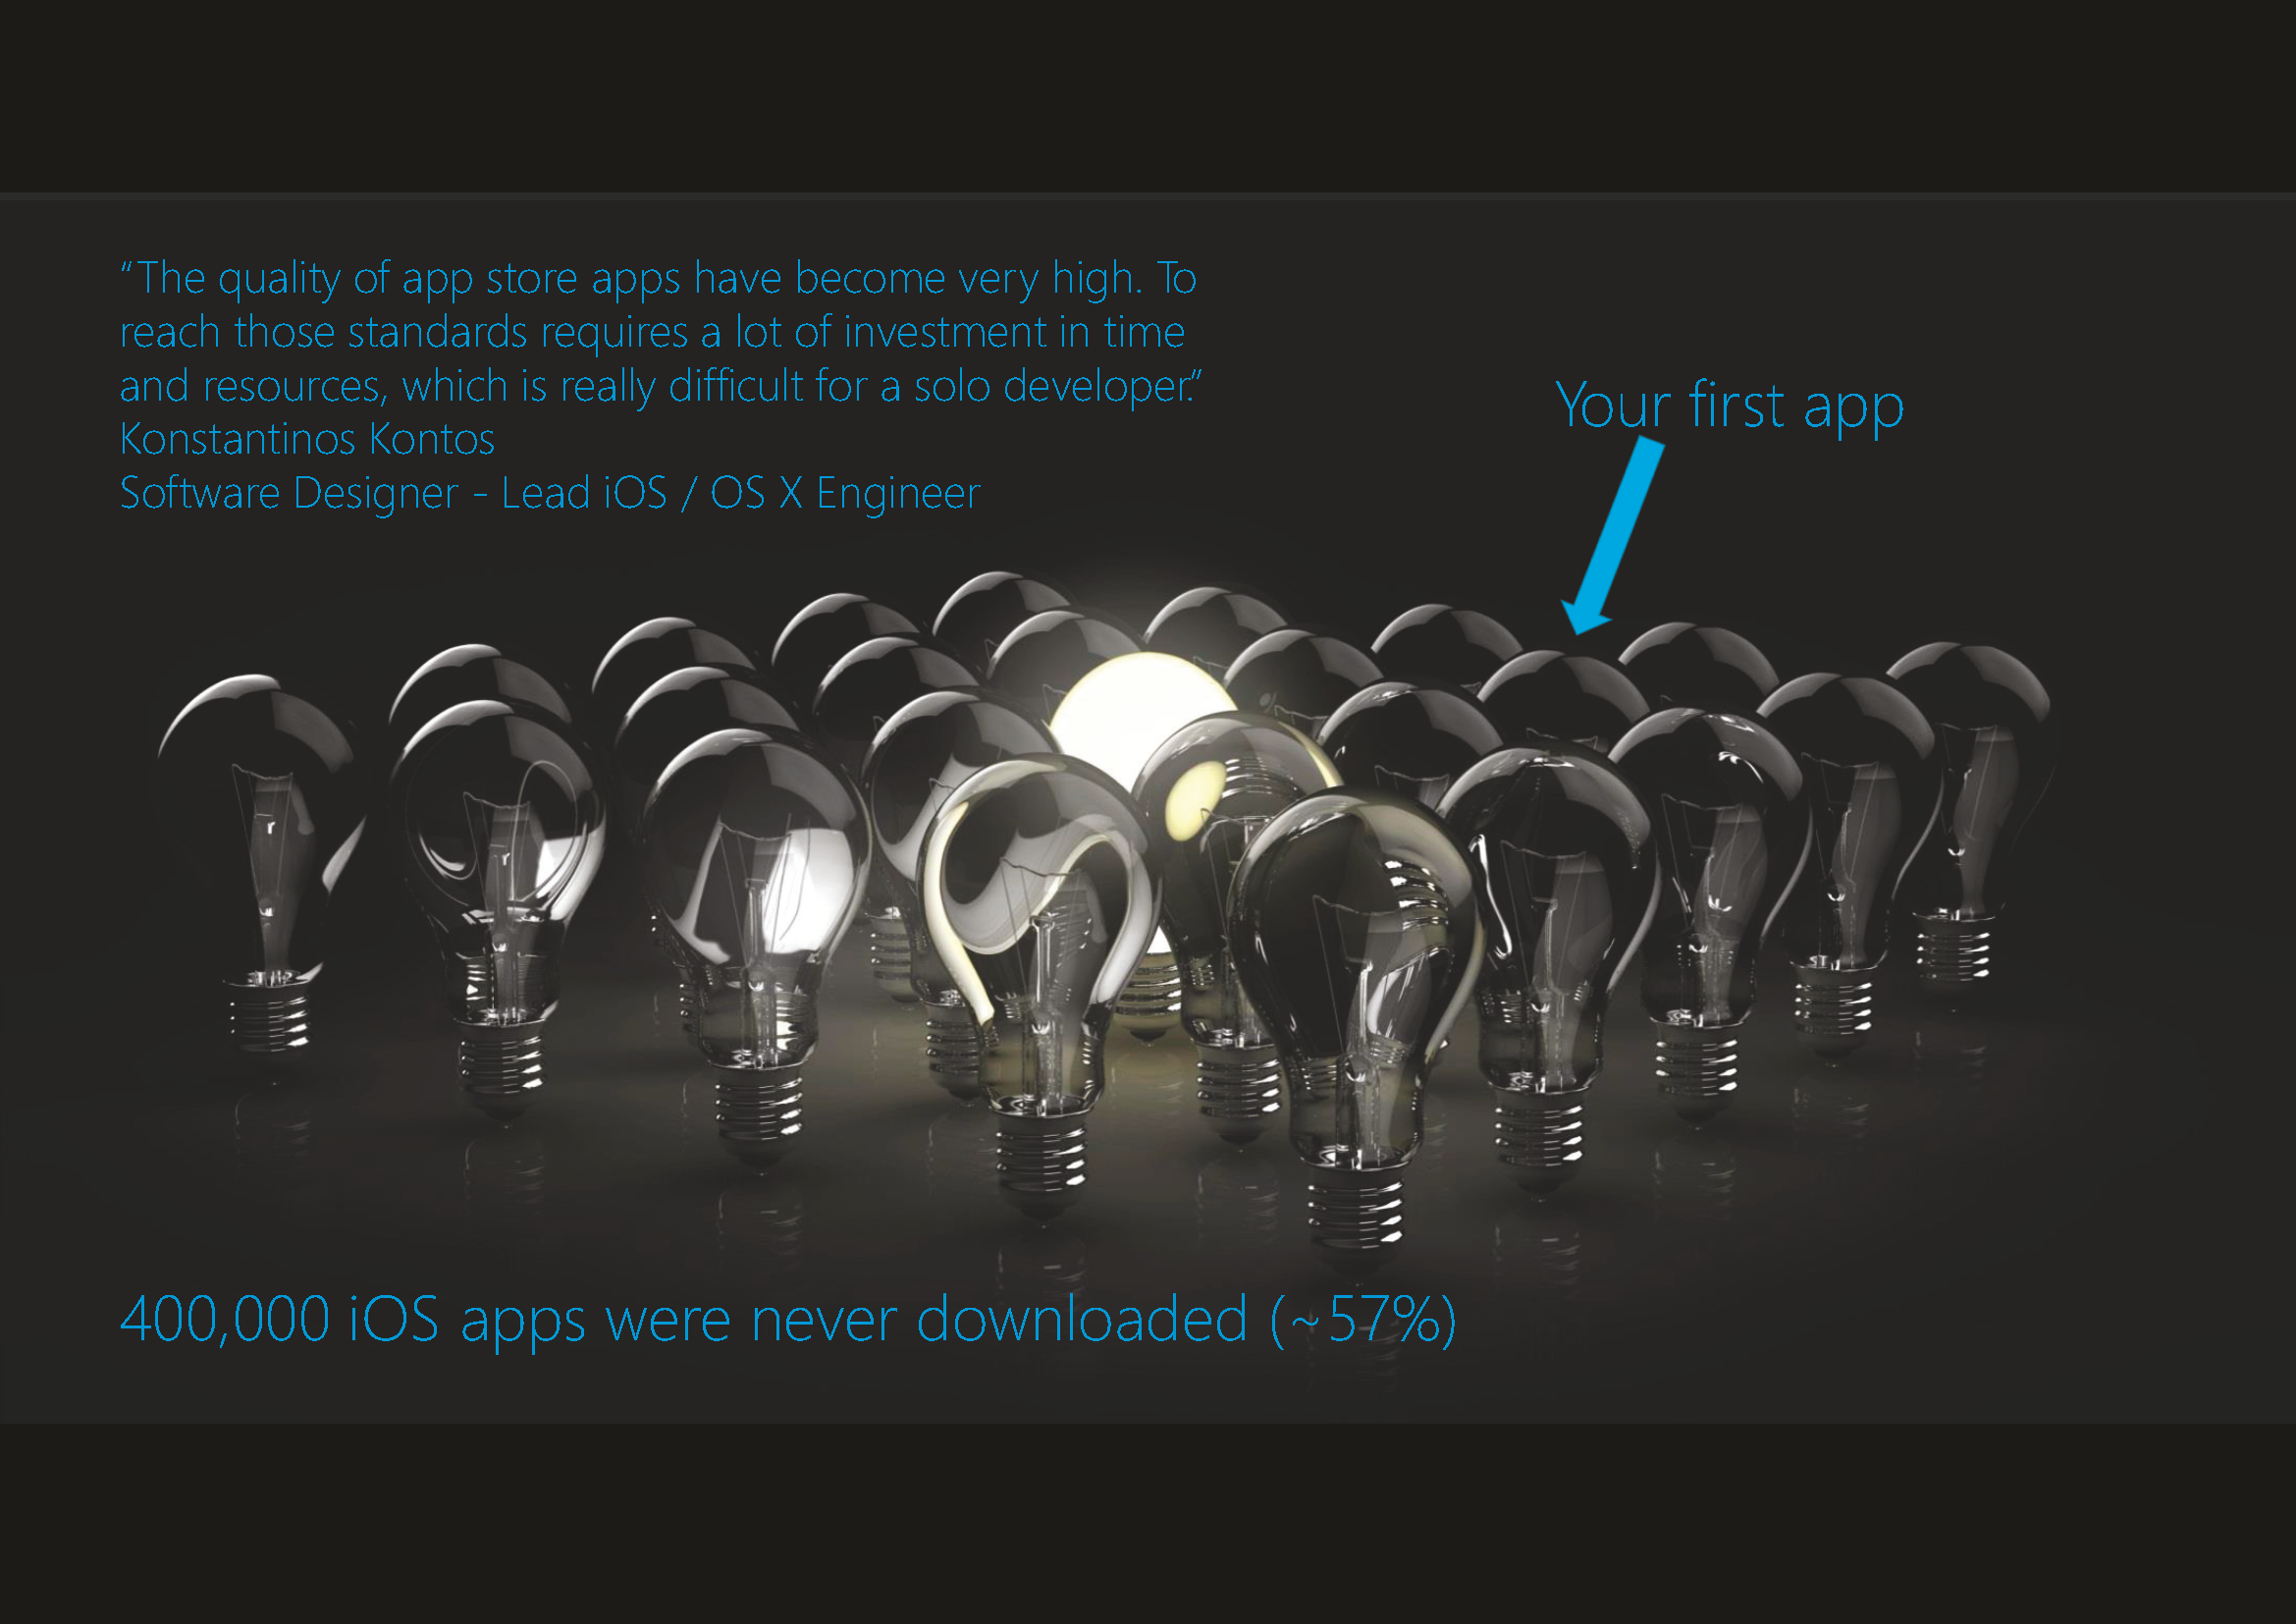 “The quality of app store apps have become very high. To
reach those standards requires a lot of investment in time
and resources, which is really difficult for a solo developer.”
Konstantinos Kontos
Software Designer - Lead iOS / OS X Engineer
Your first app
400,000 iOS apps were never downloaded (~57%)